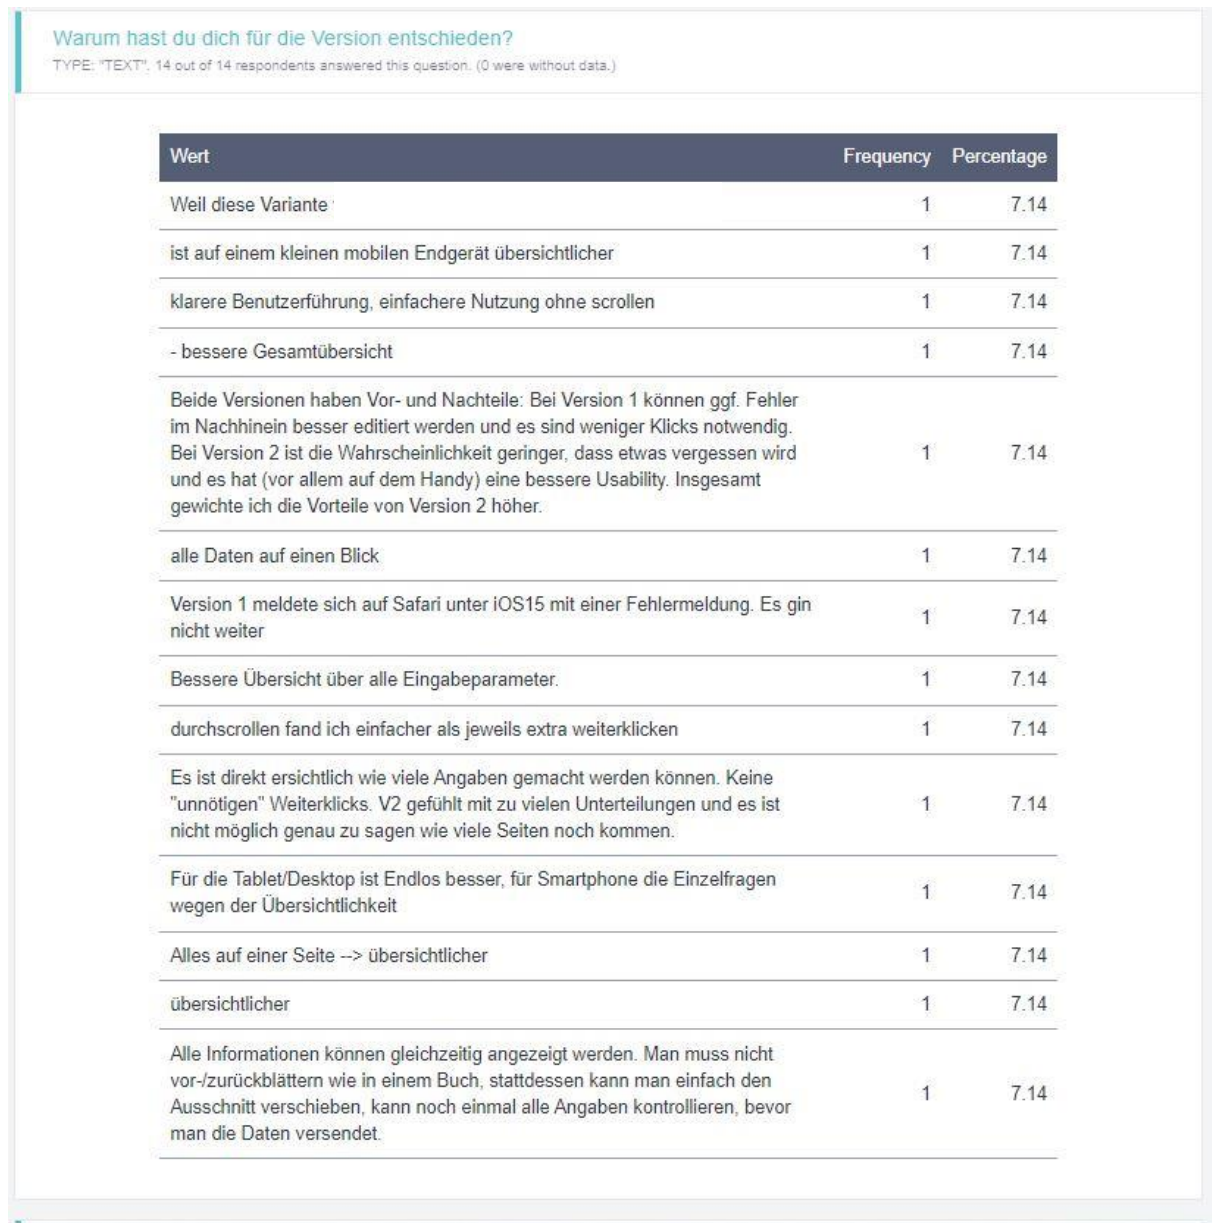 Warum hast du dich für die Version entschieden?
TYPE: "TEXT". 14 out of 14 respondents answered this question. (0 were without data.)
Wert Frequency Percentage
Weil diese Variante 1 7.14
ist auf einem kleinen mobilen Endgerät übersichtlicher 1 7.14
klarere Benutzerführung, einfachere Nutzung ohne scrollen 1 7.14
- bessere Gesamtübersicht 1 7.14
Beide Versionen haben Vor- und Nachteile: Bei Version 1 können ggf. Fehler
im Nachhinein besser editiert werden und es sind weniger Klicks notwendig.
Bei Version 2 ist die Wahrscheinlichkeit geringer, dass etwas vergessen wird 1 7.14
und es hat (vor allem auf dem Handy) eine bessere Usability. Insgesamt
gewichte ich die Vorteile von Version 2 höher.
alle Daten auf einen Blick 1 7.14
Version 1 meldete sich auf Safari unter iOS15 mit einer Fehlermeldung. Es gin
nicht weiter 1 7.14
Bessere Übersicht über alle Eingabeparameter. 1 7.14
durchscrollen fand ich einfacher als jeweils extra weiterklicken 1 7.14
Es ist direkt ersichtlich wie viele Angaben gemacht werden können. Keine
"unnötigen" Weiterklicks. V2 gefühlt mit zu vielen Unterteilungen und es ist 1 7.14
nicht möglich genau zu sagen wie viele Seiten noch kommen.
Für die Tablet/Desktop ist Endlos besser, für Smartphone die Einzelfragen
wegen der Übersichtlichkeit 1 7.14
Alles auf einer Seite --> übersichtlicher 1 7.14
übersichtlicher 1 7.14
Alle Informationen können gleichzeitig angezeigt werden. Man muss nicht
vor-/zurückblättern wie in einem Buch, stattdessen kann man einfach den
Ausschnitt verschieben, kann noch einmal alle Angaben kontrollieren, bevor 1 7.14
man die Daten versendet.